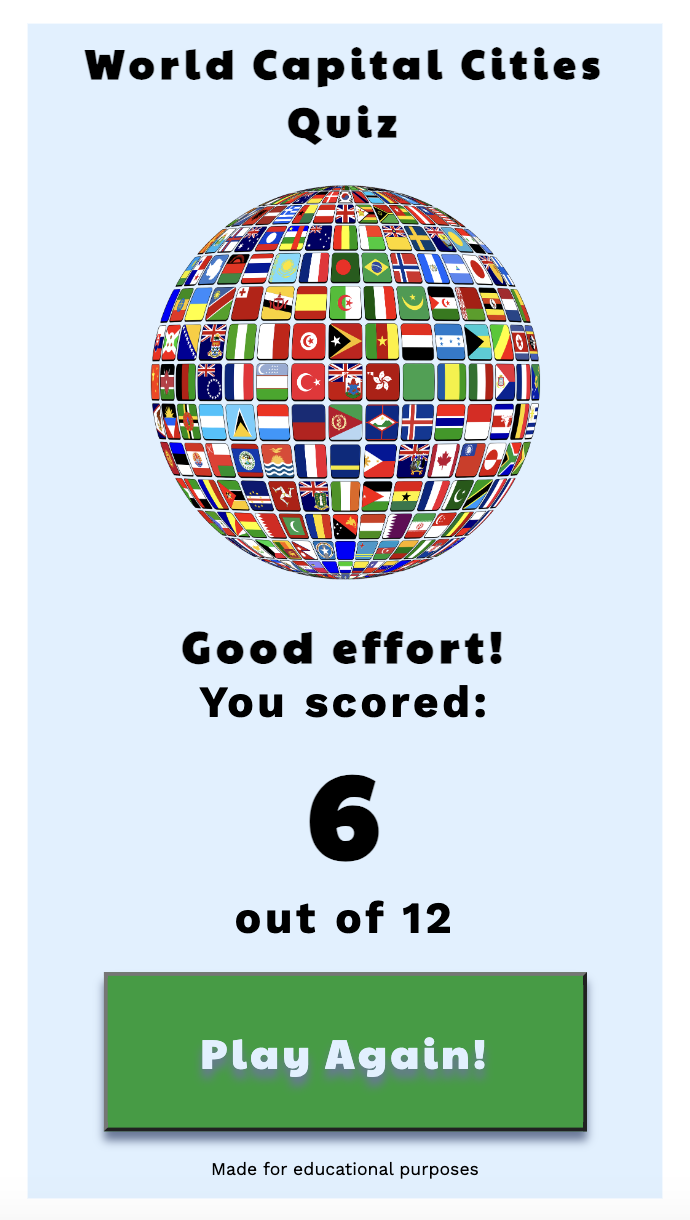 World Capital Cities
Quiz
Good effort!
You scored:
6
out of 12
Play Again!
Made for educational purposes